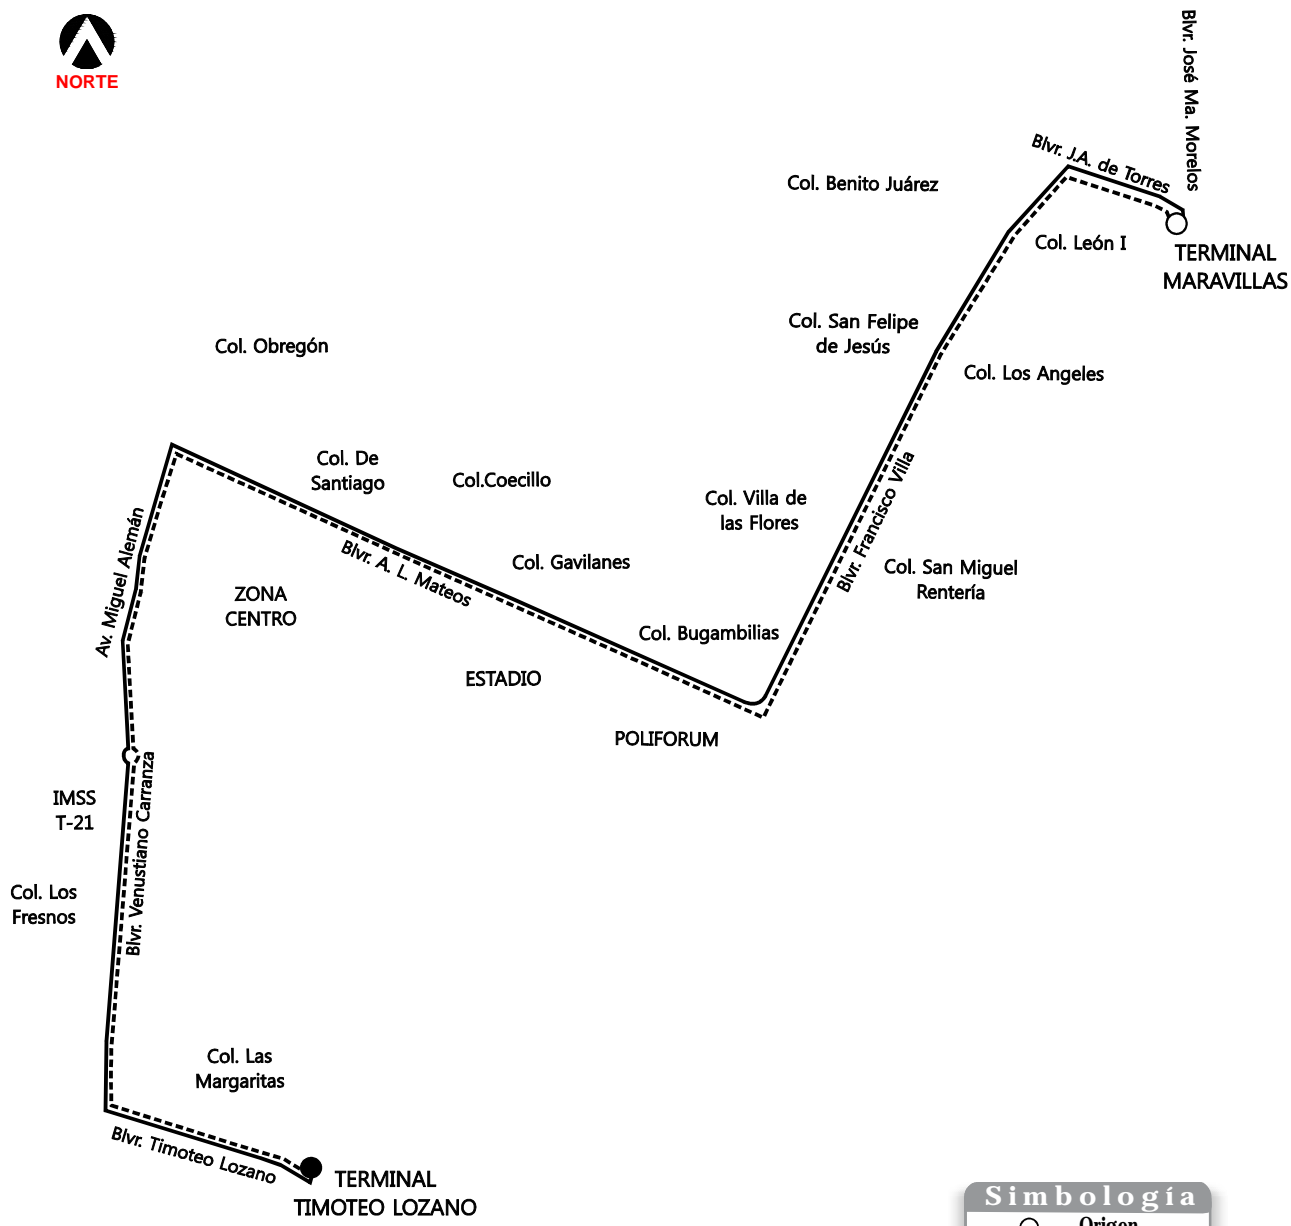 NORTE
Blvr. José Ma. Morelos
Blvr. J.A. de Torres
Col. Benito Juárez
Col. León I
TERMINAL
MARAVILLAS
Col. San Felipe
de Jesús
Col. Obregón
Col. Los Angeles
Col. De
Santiago
Col.Coecillo
Col. Villa de
las Flores
Blvr. Francisco Villa
Av. Miguel Alemán
Blvr. A. L. Mateos
Col. Gavilanes
Col. San Miguel
Rentería
ZONA
CENTRO
Col. Bugambilias
ESTADIO
POLIFORUM
IMSS
T-21
Blvr. Venustiano Carranza
Col. Los
Fresnos
Col. Las
Margaritas
Blvr. Timoteo Lozano
TERMINAL
TIMOTEO LOZANO
Simbología
Origen